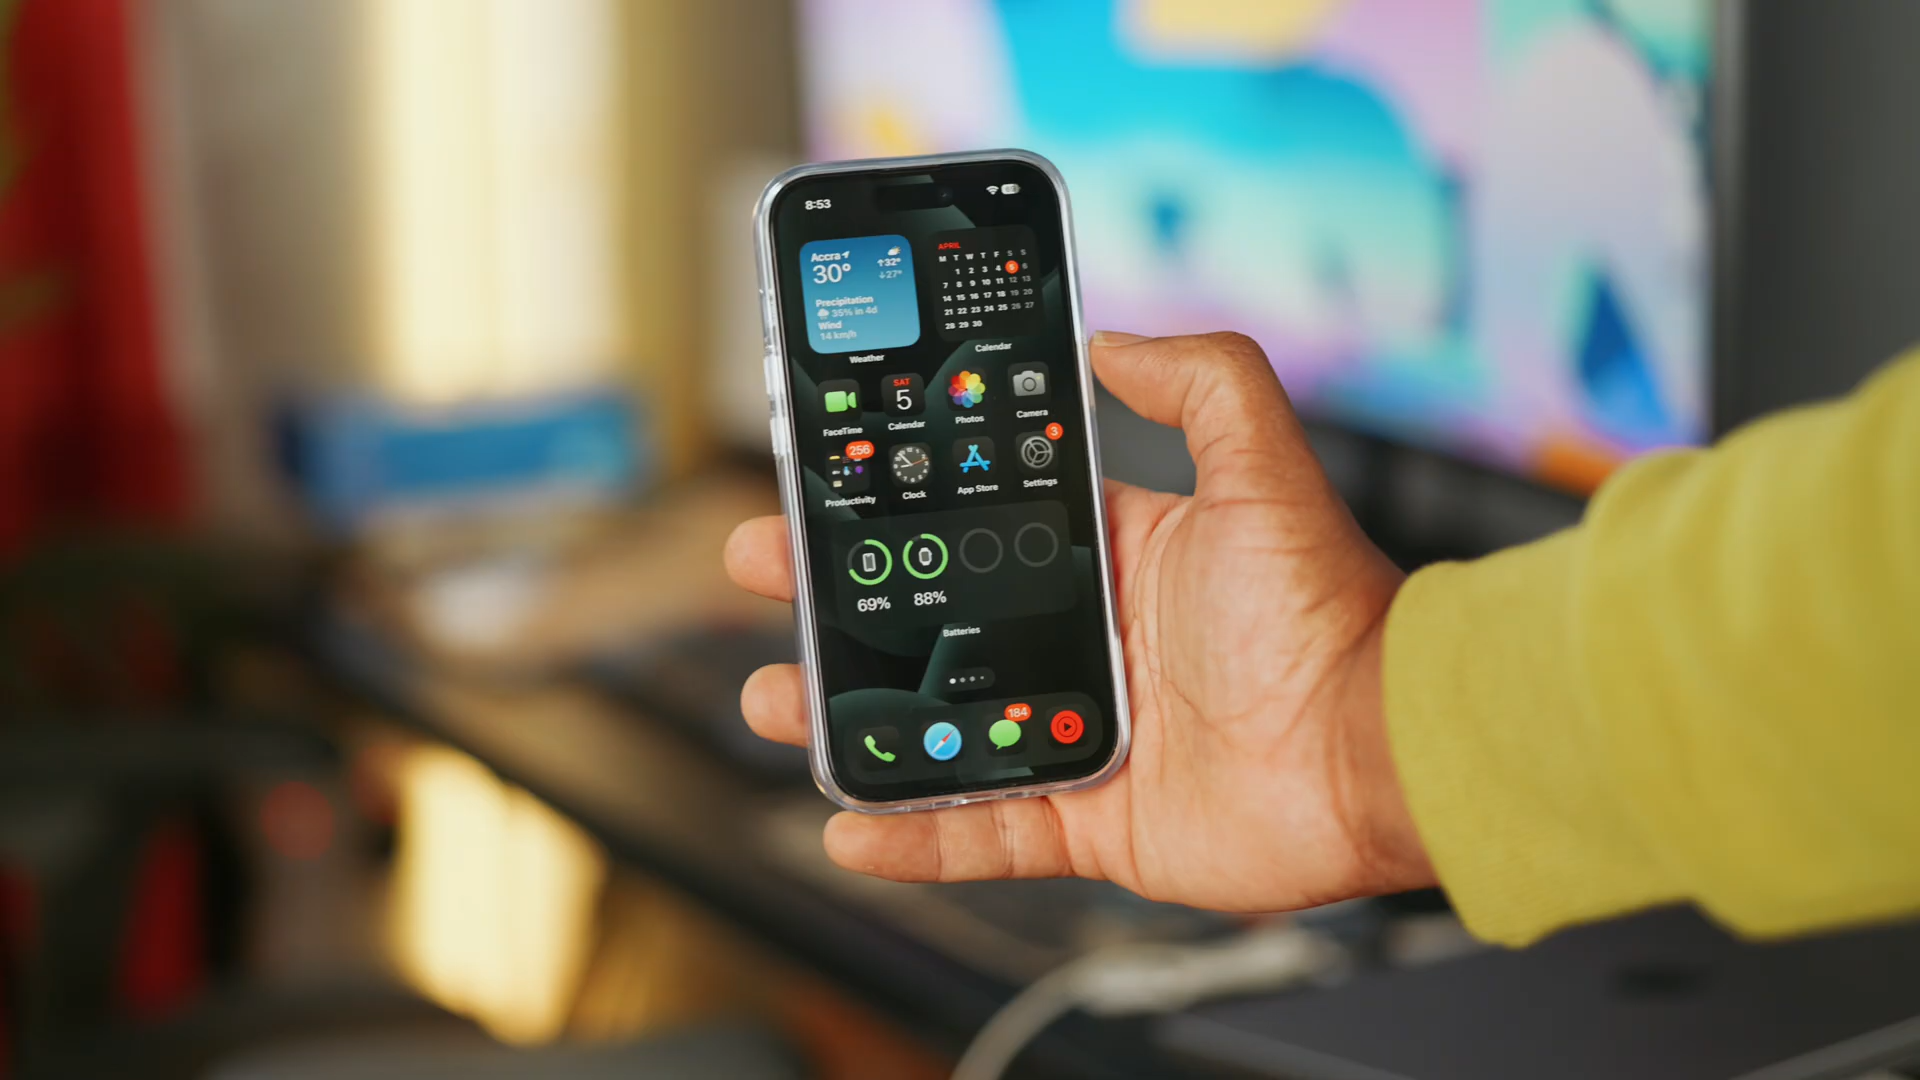 8:53
Accra
30°
↑32°
↓27°
Precipitation
35% in 4d
Wind
14 km/h
Weather
APRIL
M T W T F S S
1 2 3 4 5 6
7 8 9 10 11 12 13
14 15 16 17 18 19 20
21 22 23 24 25 26 27
28 29 30
Calendar
FaceTime
SAT
5
Calendar
Photos
Camera
256
Productivity
Clock
App Store
3
Settings
69%
88%
Batteries
184